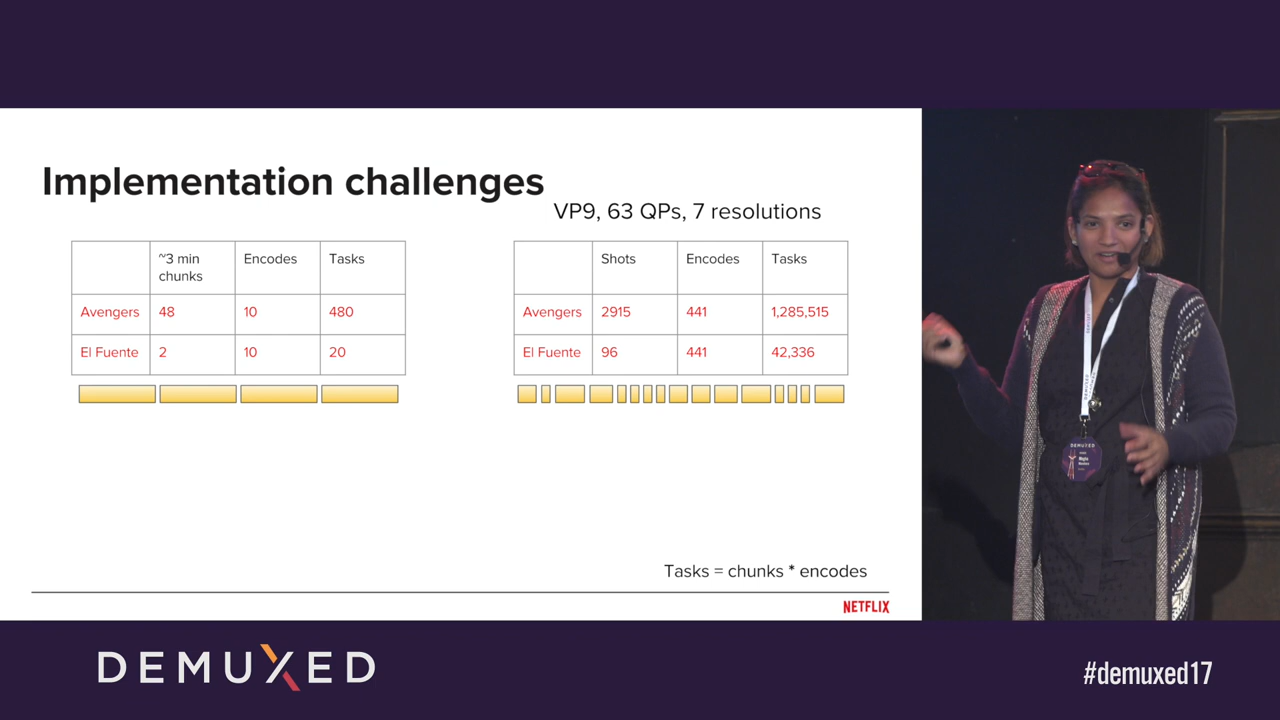 Implementation challenges
VP9, 63 QPs, 7 resolutions
~3 min chunks Encodes Tasks
Avengers 48 10 480
El Fuente 2 10 20
Shots Encodes Tasks
Avengers 2915 441 1,285,515
El Fuente 96 441 42,336
Tasks = chunks * encodes
NETFLIX
DEMUXED
DEMUXED
#demuxed17